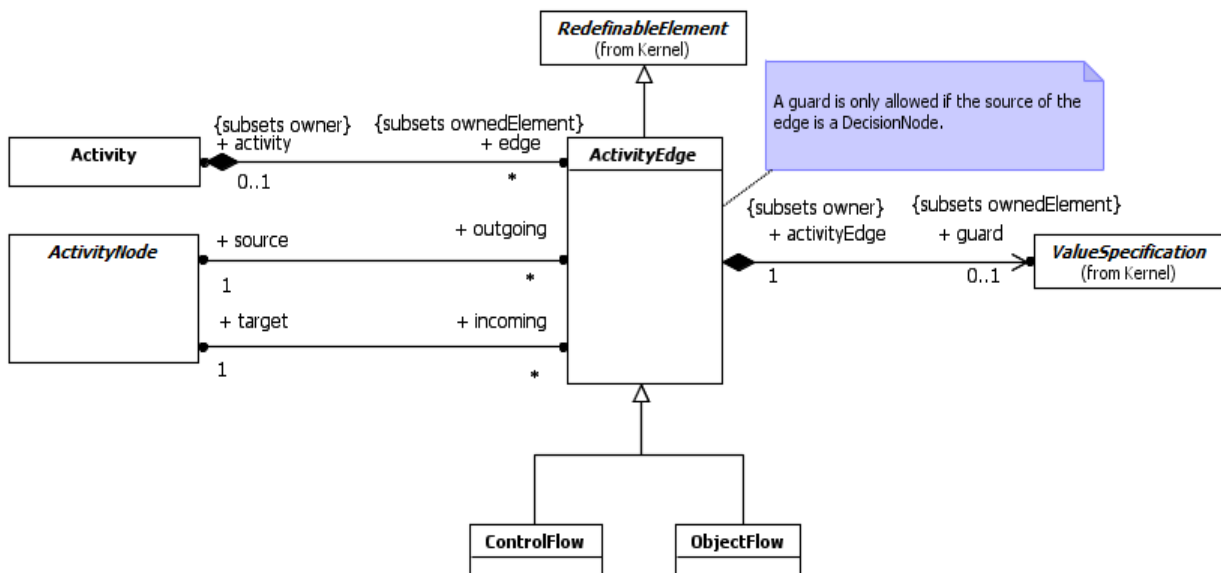 RedefinableElement
(from Kernel)
A guard is only allowed if the source of the
edge is a DecisionNode.
{subsets owner}
{subsets ownedElement}
+ activity
+ edge
Activity
0..1
*
ActivityEdge
ActivityNode
+ source
+ outgoing
1
*
+ target
+ incoming
1
*
{subsets owner}
{subsets ownedElement}
+ activityEdge
+ guard
1
0..1
ValueSpecification
(from Kernel)
ControlFlow
ObjectFlow